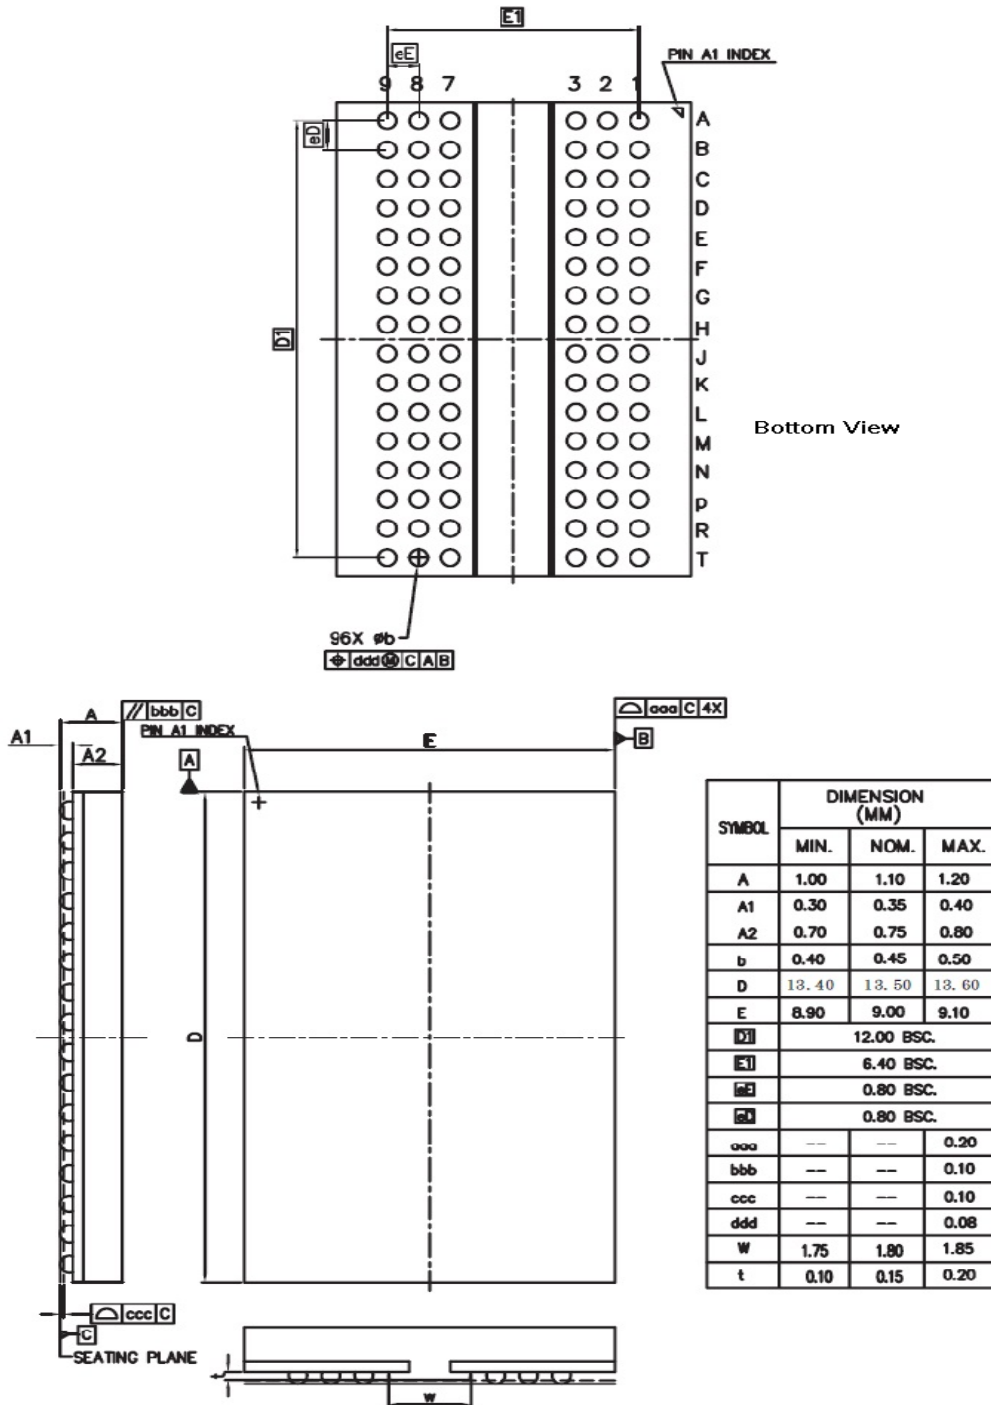 E1
eE
PIN A1 INDEX
9 8 7 3 2 1
A
eD
B
C
D
E
F
G
H
D1
J
K
L
Bottom View
M
N
P
R
T
96X øb
⌖ ddd Ⓜ C A B
// bbb C
A
⌓ aaa C 4X
PIN A1 INDEX
A1
A2
E
B
A
D
⌓ ccc C
C
SEATING PLANE
t
W
SYMBOL DIMENSION (MM)
MIN. NOM. MAX.
A 1.00 1.10 1.20
A1 0.30 0.35 0.40
A2 0.70 0.75 0.80
b 0.40 0.45 0.50
D 13.40 13.50 13.60
E 8.90 9.00 9.10
D1 12.00 BSC.
E1 6.40 BSC.
eE 0.80 BSC.
eD 0.80 BSC.
aaa -- -- 0.20
bbb -- -- 0.10
ccc -- -- 0.10
ddd -- -- 0.08
W 1.75 1.80 1.85
t 0.10 0.15 0.20